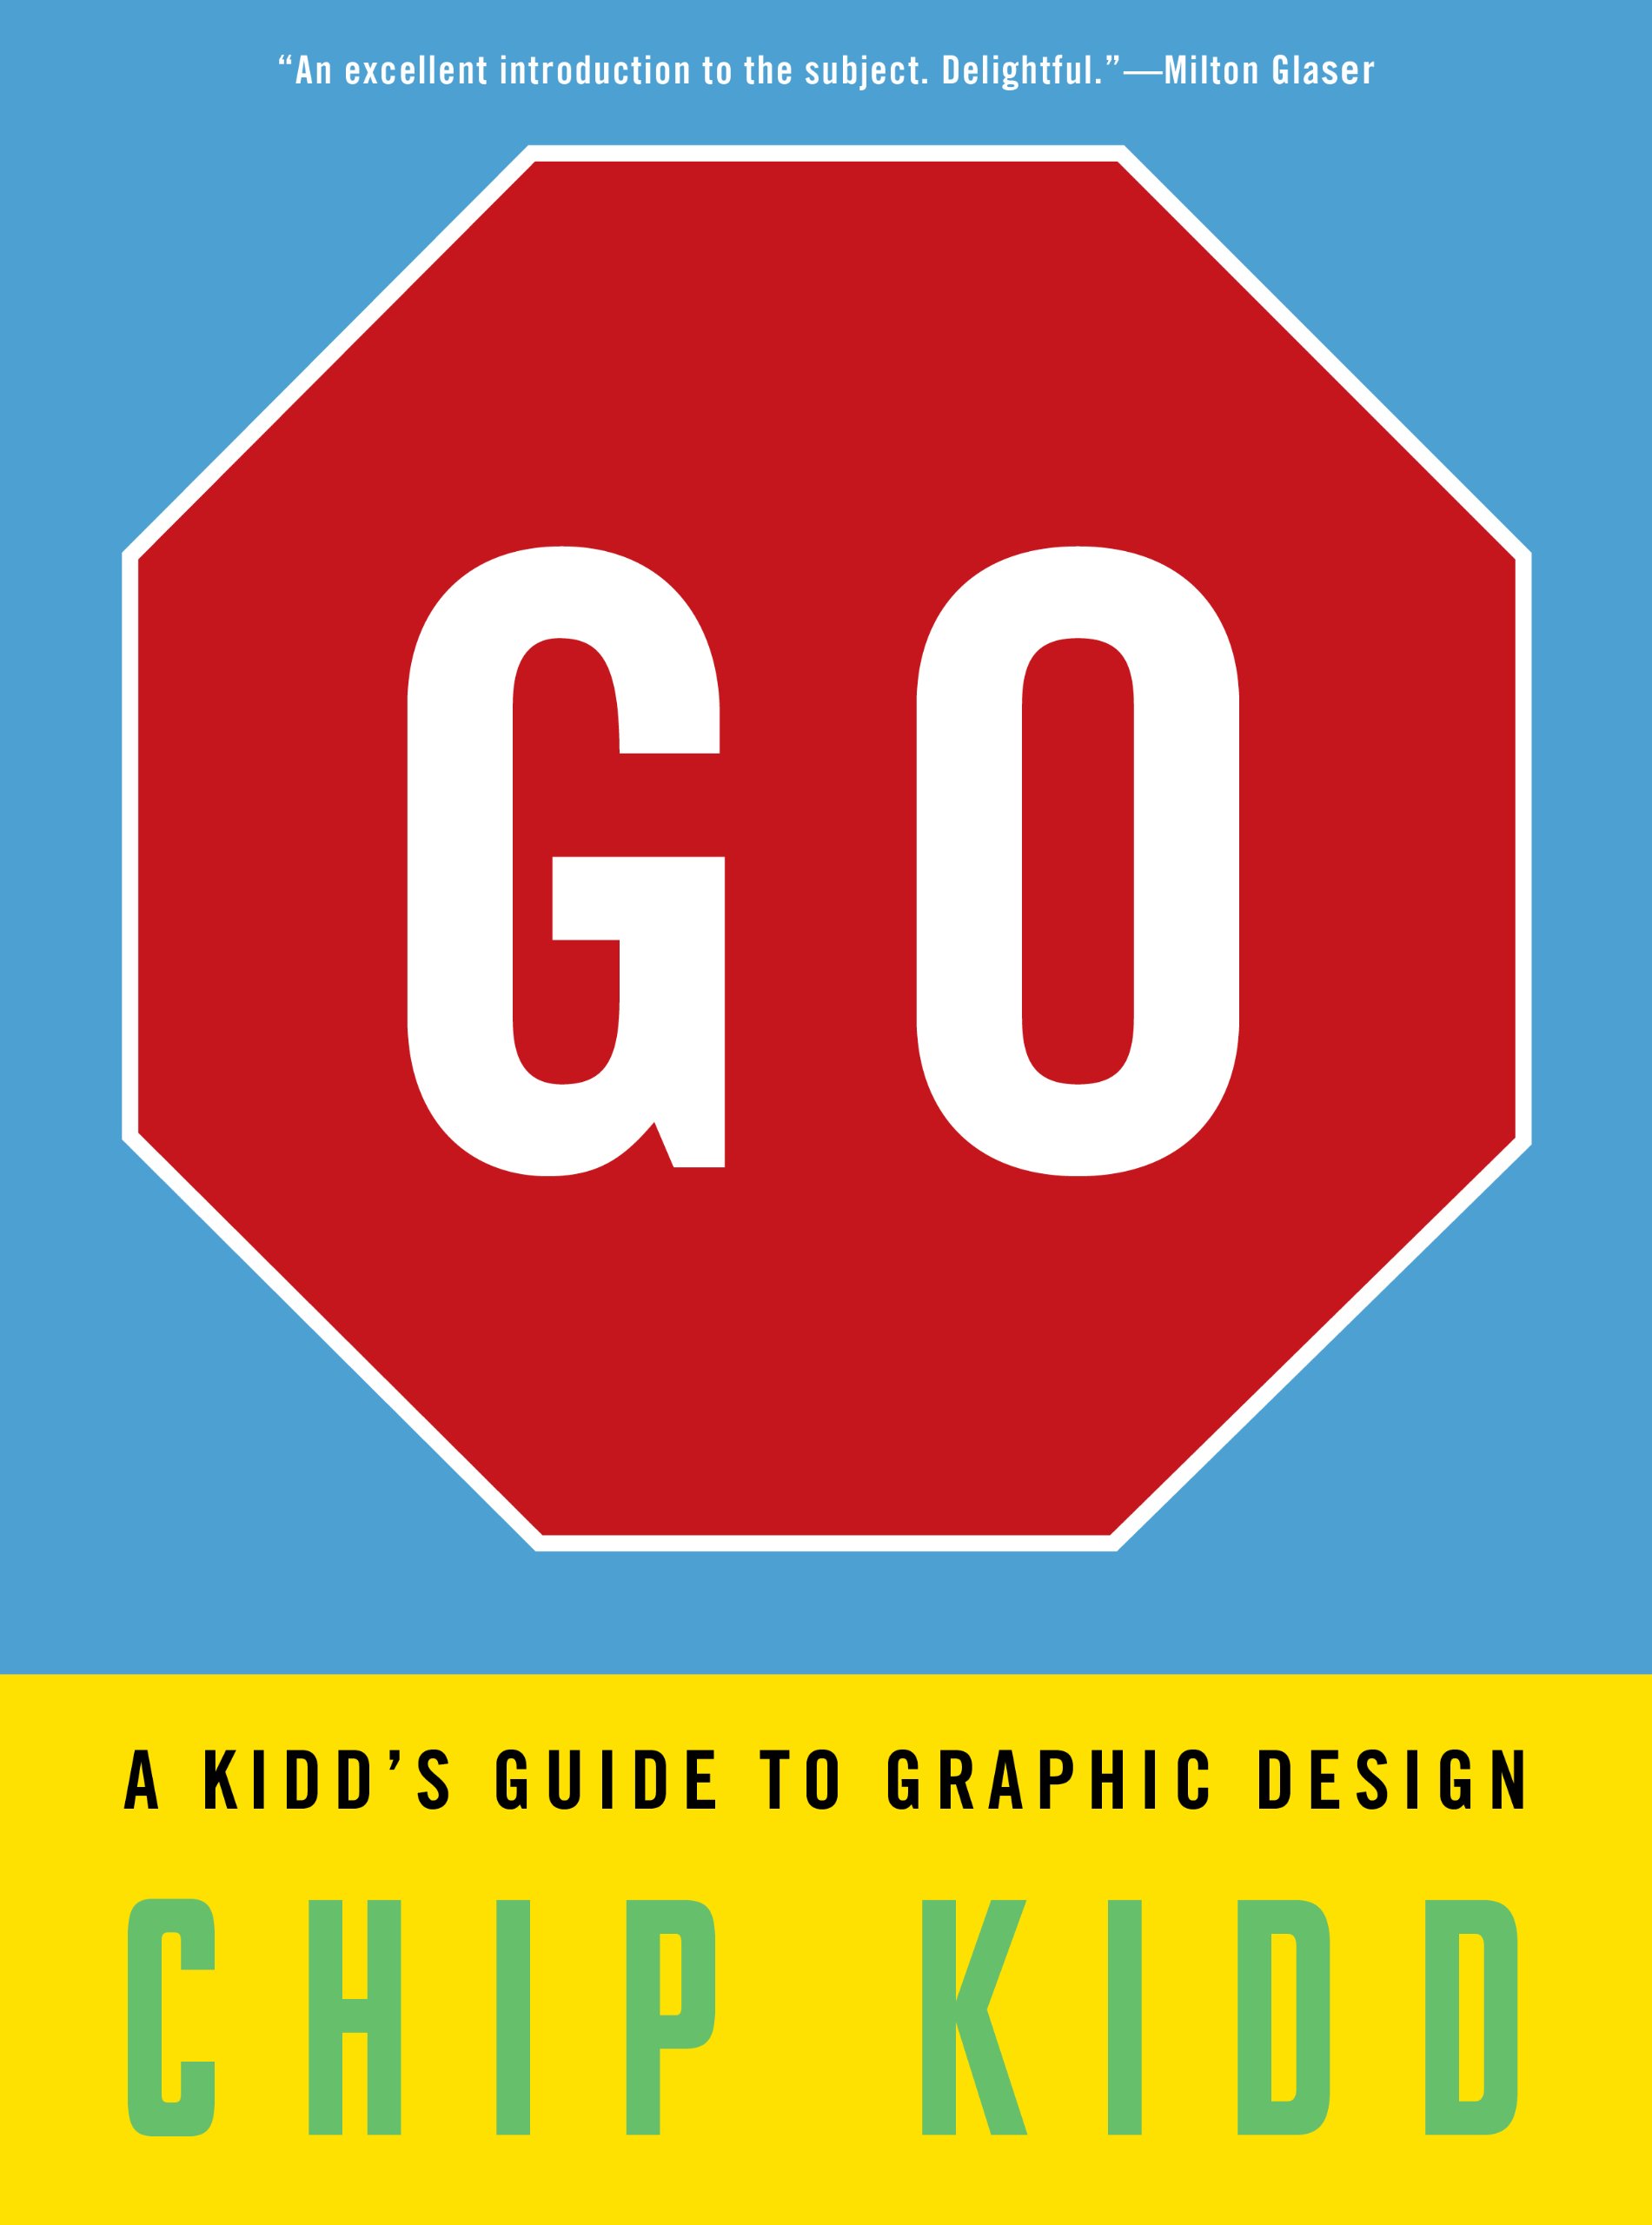 “An excellent introduction to the subject. Delightful.”—Milton Glaser
GO
A KIDD’S GUIDE TO GRAPHIC DESIGN
CHIP KIDD